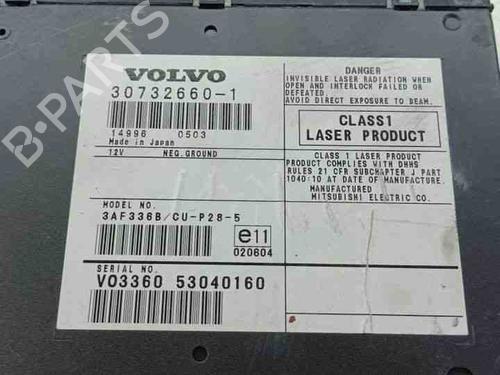 VOLVO
30732660-1
14996 0503
Made in Japan
12V NEG.GROUND
MODEL NO.
3AF336B/CU-P28-5
e11
020604
SERIAL NO.
V03360 53040160
DANGER
INVISIBLE LASER RADIATION WHEN
OPEN AND INTERLOCK FAILED OR
DEFEATED
AVOID DIRECT EXPOSURE TO BEAM.
CLASS1
LASER PRODUCT
CLASS 1 LASER PRODUCT
PRODUCT COMPLIES WITH DHHS
RULES 21 CFR SUBCHAPTER J PART
1040:10 AT DATE OF MANUFACTURE.
MANUFACTURED
MITSUBISHI ELECTRIC CO.
B-PARTS